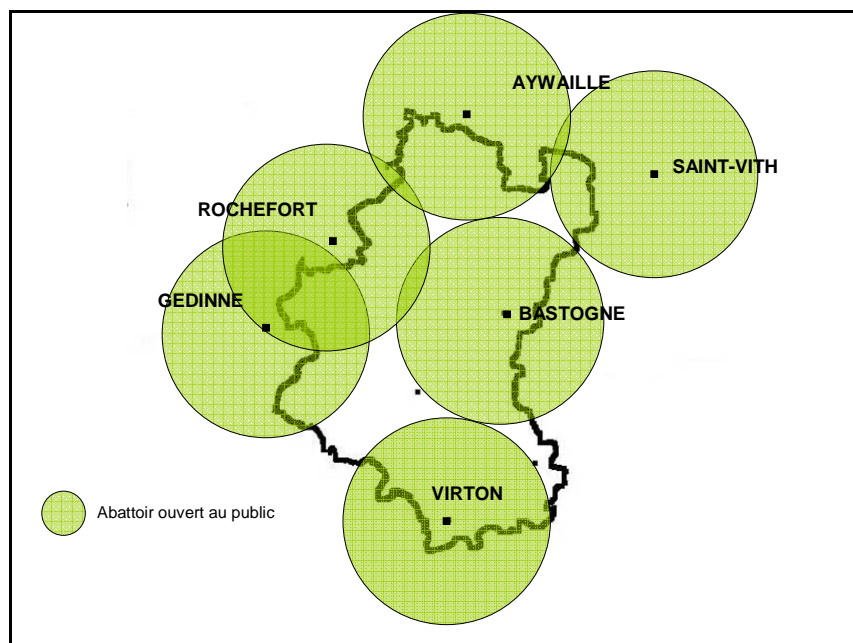 AYWAILLE
SAINT-VITH
ROCHEFORT
GEDINNE
BASTOGNE
VIRTON
Abattoir ouvert au public